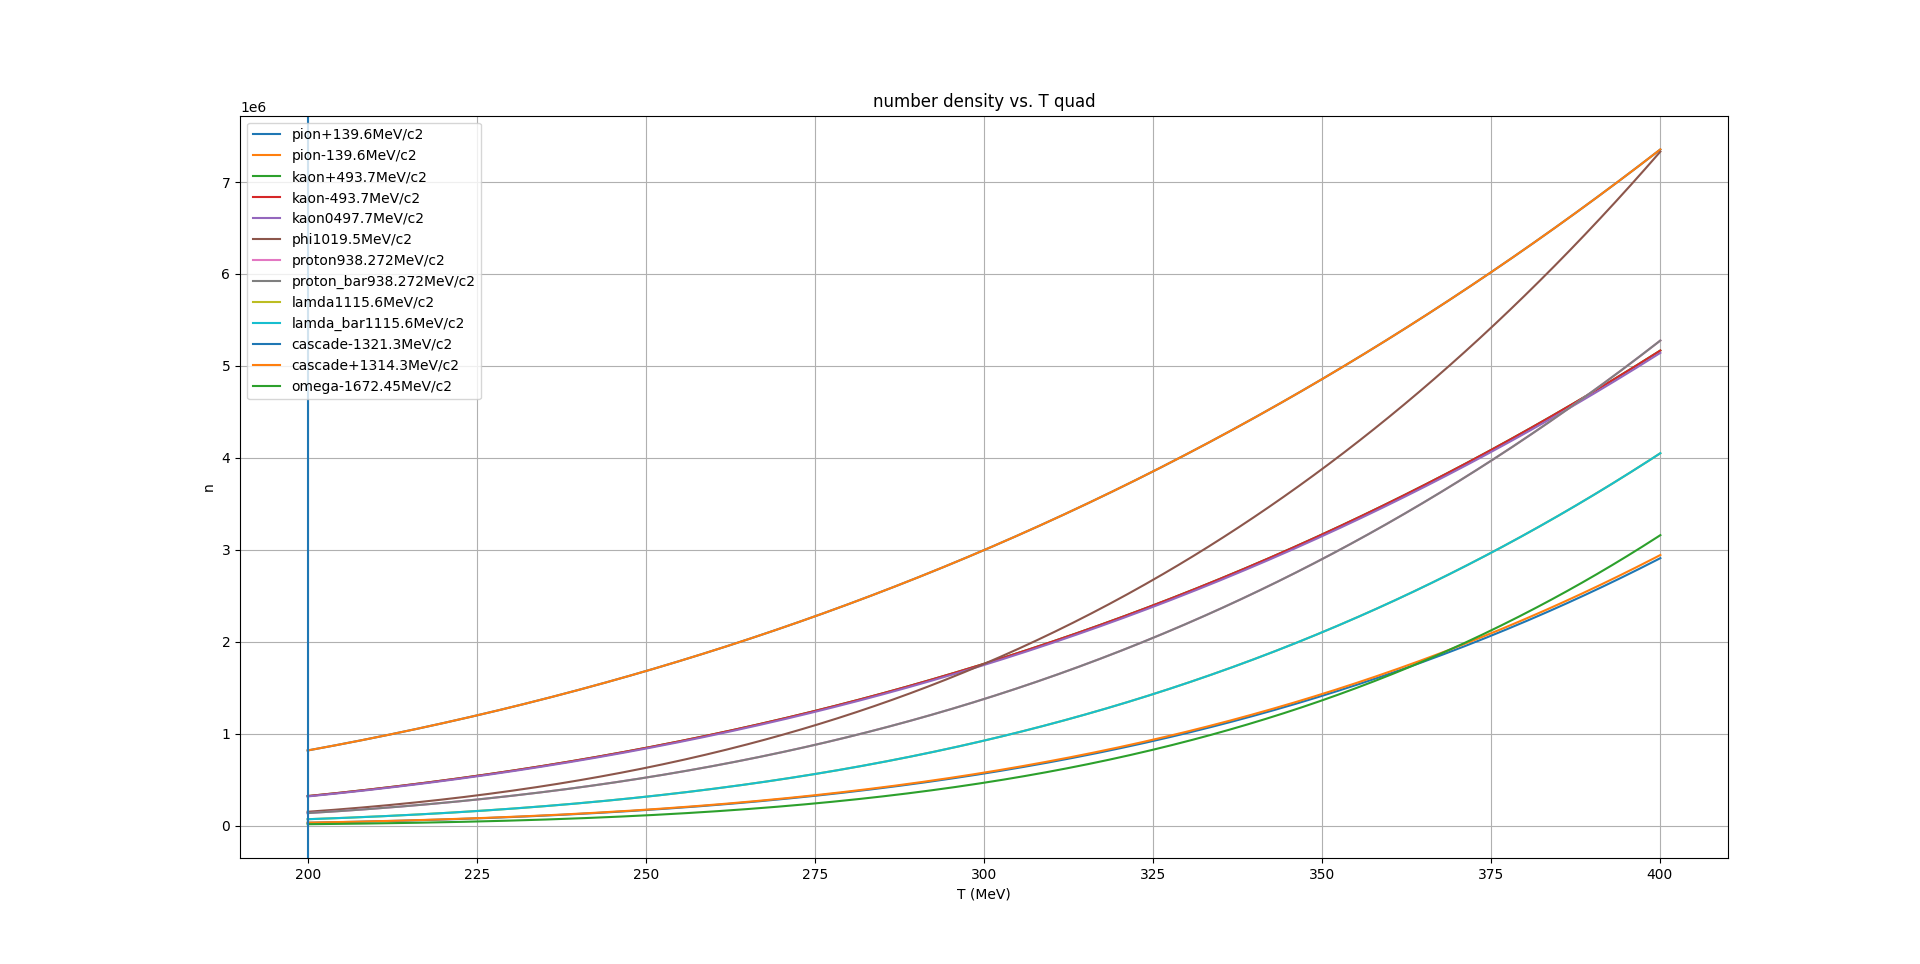 number density vs. T quad
1e6
pion+139.6MeV/c2
pion-139.6MeV/c2
kaon+493.7MeV/c2
kaon-493.7MeV/c2
kaon0497.7MeV/c2
phi1019.5MeV/c2
proton938.272MeV/c2
proton_bar938.272MeV/c2
lamda1115.6MeV/c2
lamda_bar1115.6MeV/c2
cascade-1321.3MeV/c2
cascade+1314.3MeV/c2
omega-1672.45MeV/c2
7
6
5
4
3
2
1
0
n
200 225 250 275 300 325 350 375 400
T (MeV)